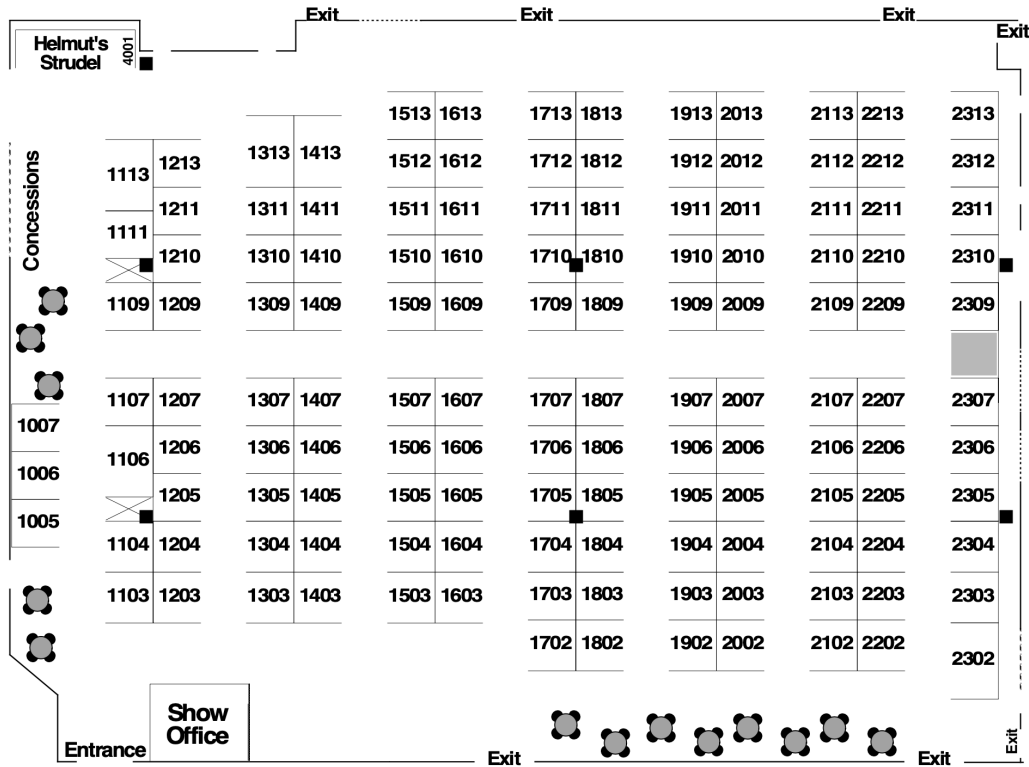 Exit Exit Exit
Exit
Helmut's
Strudel
4001
1513 1613 1713 1813 1913 2013 2113 2213 2313
1313 1413
1113 1213 1512 1612 1712 1812 1912 2012 2112 2212 2312
Concessions
1111 1211 1311 1411 1511 1611 1711 1811 1911 2011 2111 2211 2311
1210 1310 1410 1510 1610 1710 1810 1910 2010 2110 2210 2310
1109 1209 1309 1409 1509 1609 1709 1809 1909 2009 2109 2209 2309
1107 1207 1307 1407 1507 1607 1707 1807 1907 2007 2107 2207 2307
1007
1106 1206 1306 1406 1506 1606 1706 1806 1906 2006 2106 2206 2306
1006
1205 1305 1405 1505 1605 1705 1805 1905 2005 2105 2205 2305
1005
1104 1204 1304 1404 1504 1604 1704 1804 1904 2004 2104 2204 2304
1103 1203 1303 1403 1503 1603 1703 1803 1903 2003 2103 2203 2303
1702 1802 1902 2002 2102 2202 2302
Show
Office
Entrance Exit Exit
Exit